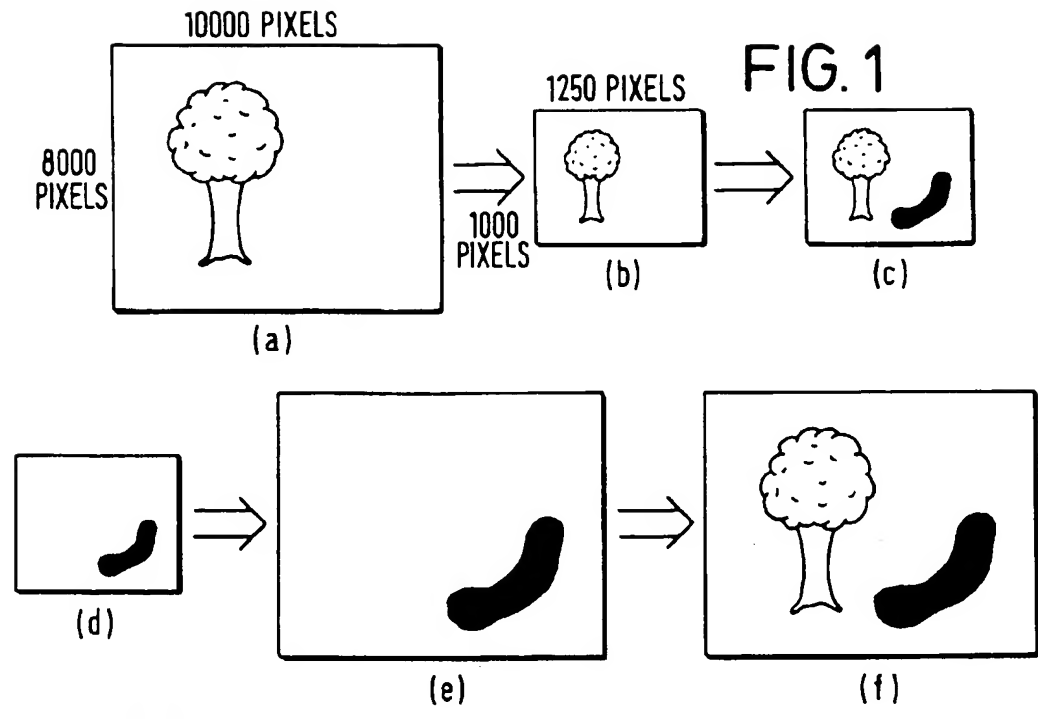 10000 PIXELS
FIG. 1
1250 PIXELS
8000
PIXELS
1000
PIXELS
(a)
(b)
(c)
(d)
(e)
(f)